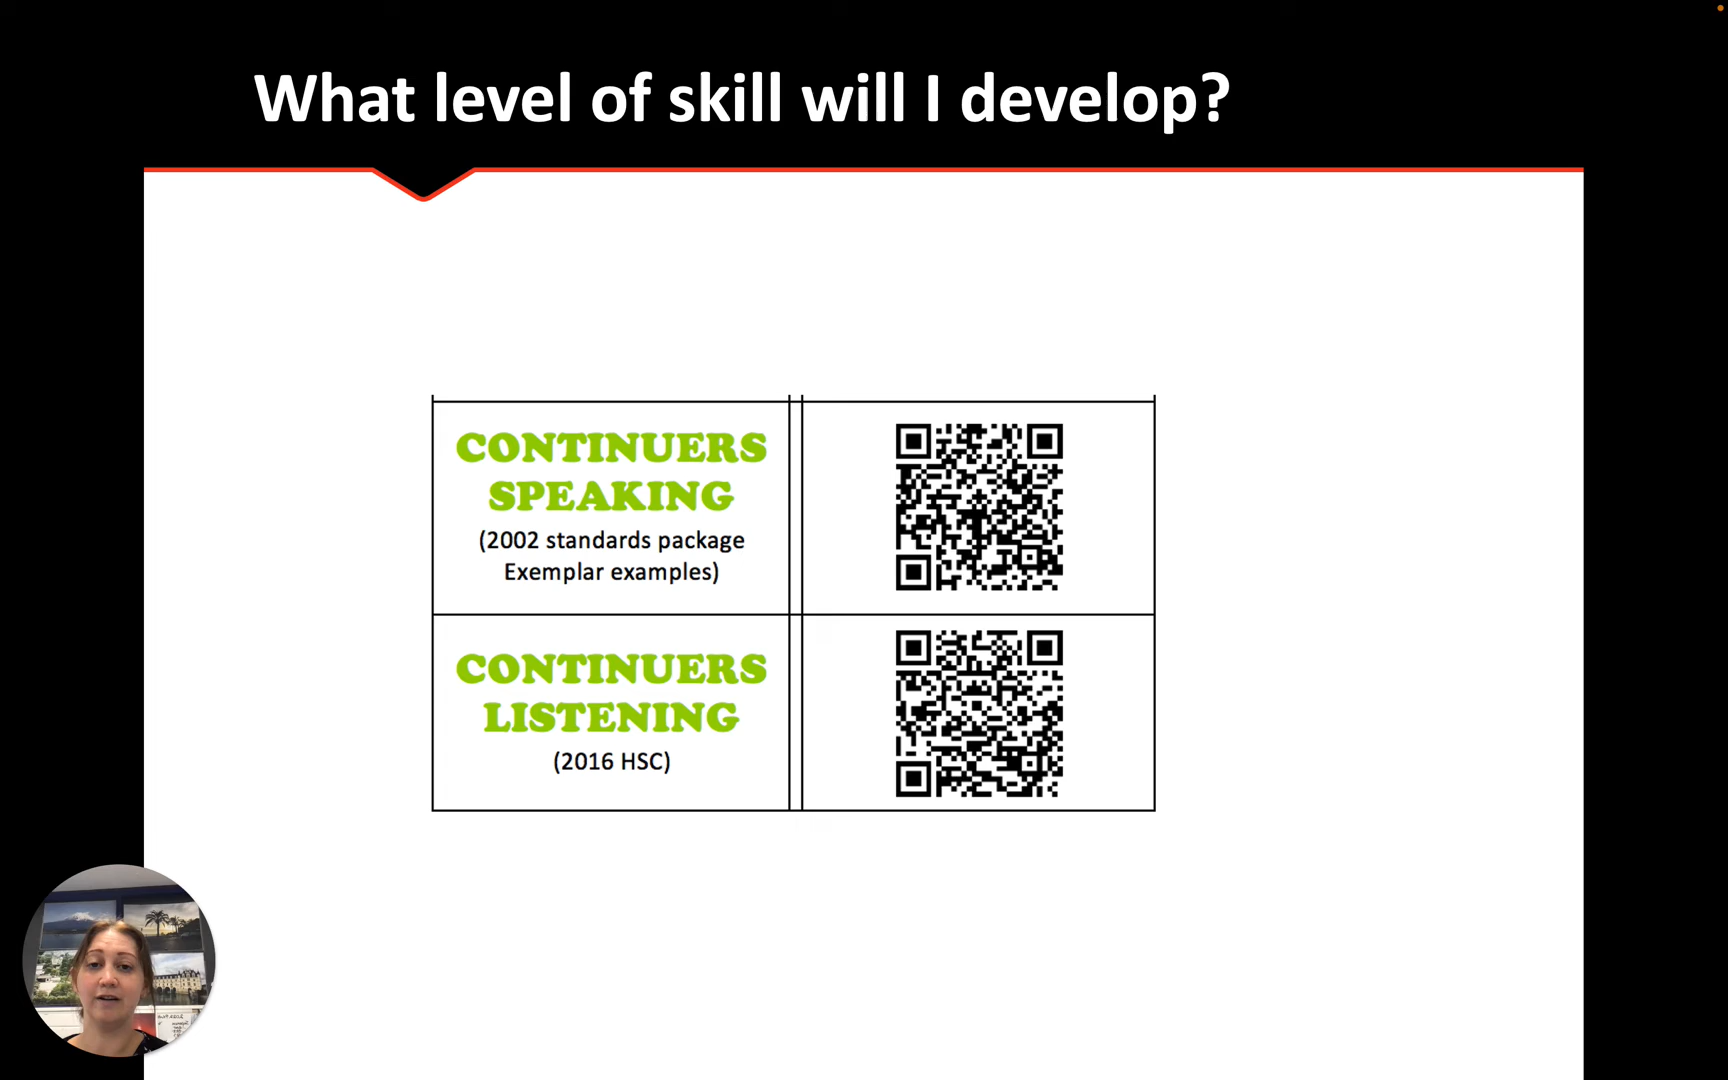 What level of skill will I develop?
CONTINUERS
SPEAKING
(2002 standards package
Exemplar examples)
CONTINUERS
LISTENING
(2016 HSC)